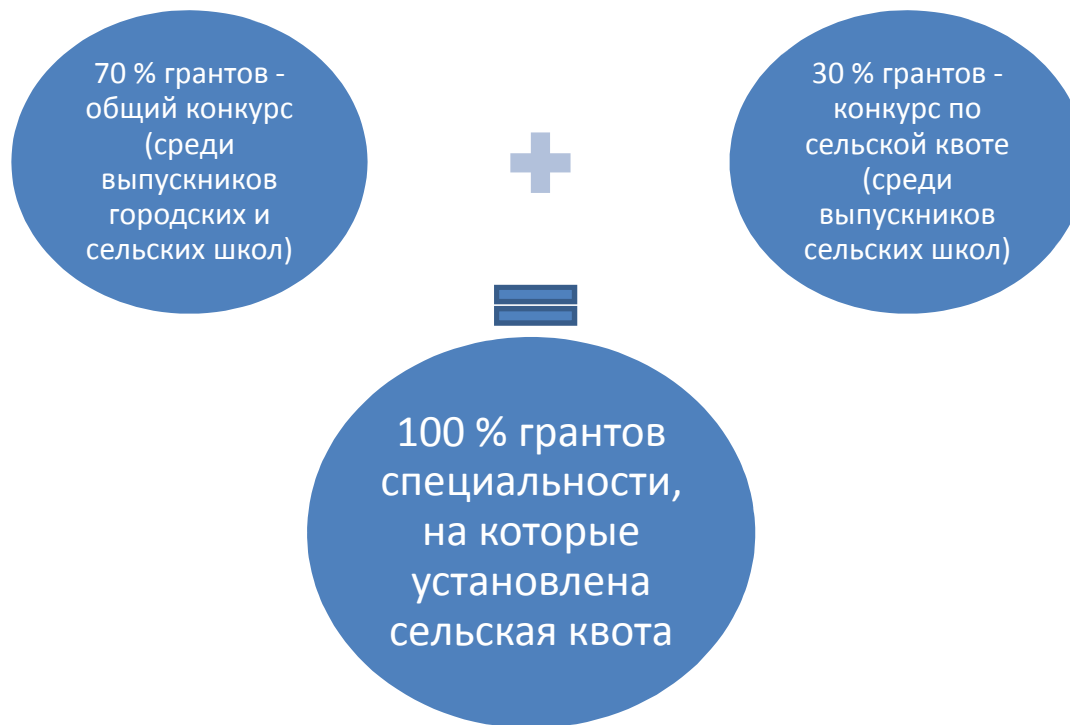 70 % грантов -
общий конкурс
(среди
выпускников
городских и
сельских школ)
30 % грантов -
конкурс по
сельской квоте
(среди
выпускников
сельских школ)
100 % грантов
специальности,
на которые
установлена
сельская квота